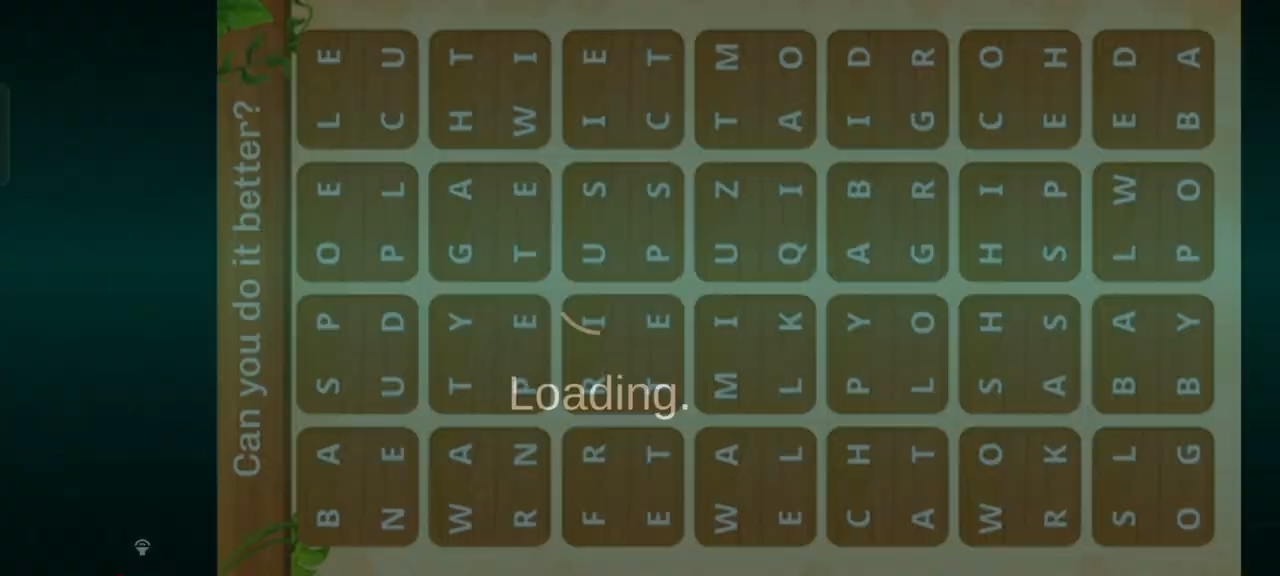 Can you do it better?
B A S P O E L E
N E U D P L C U
W A T Y G A H T
R N P E T E W I
F R R I U S I E
E T E P S C T
W A M I U Z T M
E L L K Q I A O
C H P Y A B I D
A T L O G R G R
W O S H H I C O
R K A S S P E H
S L B A L W E D
O G B Y P O B A
Loading.